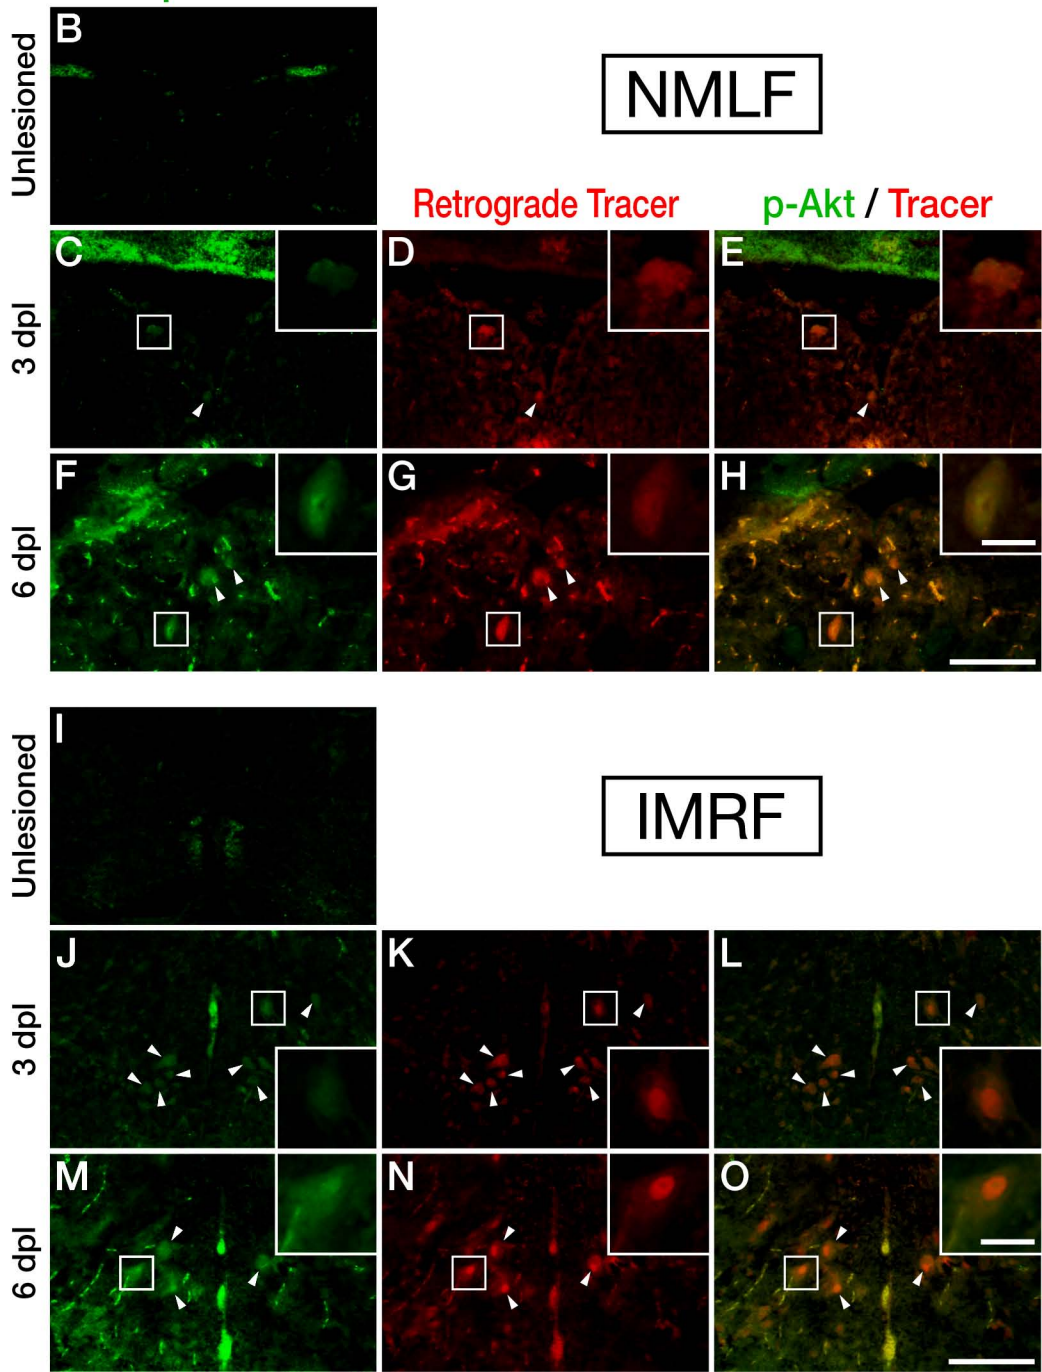 B
Unlesioned
NMLF
Retrograde Tracer
p-Akt / Tracer
C
D
E
3 dpl
F
G
H
6 dpl
I
Unlesioned
IMRF
J
K
L
3 dpl
M
N
O
6 dpl